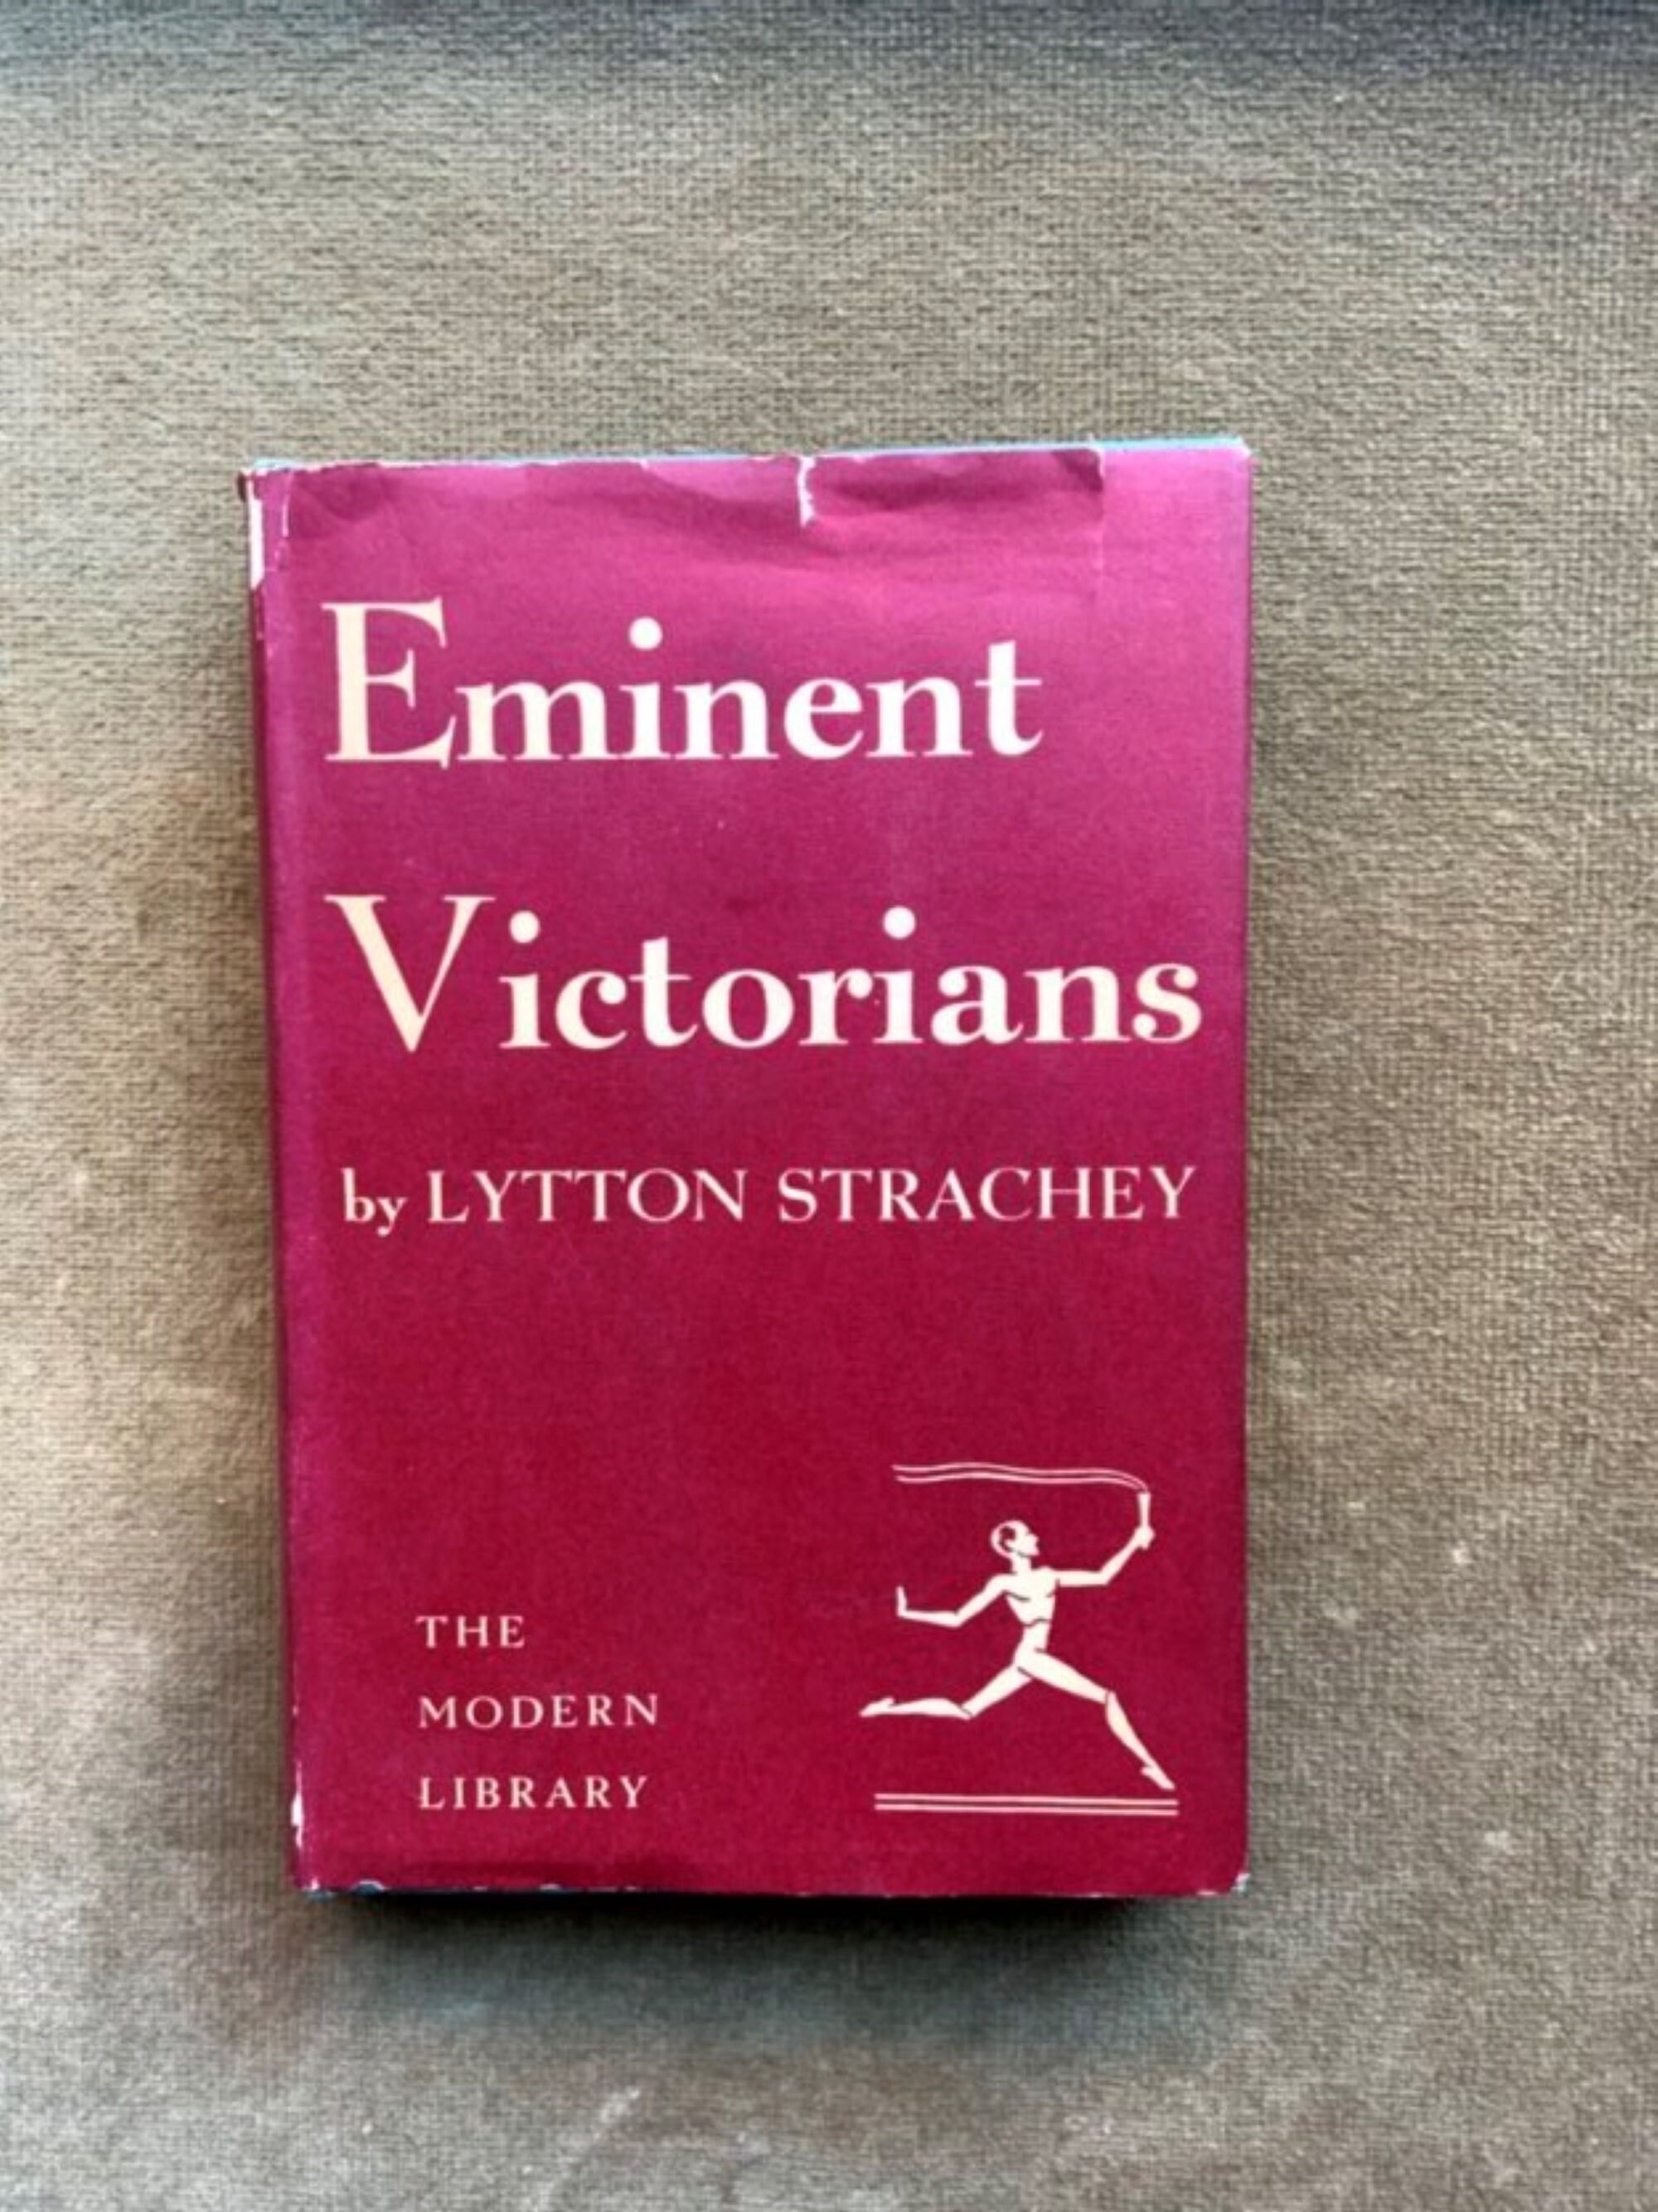 Eminent
Victorians
by LYTTON STRACHEY
THE
MODERN
LIBRARY